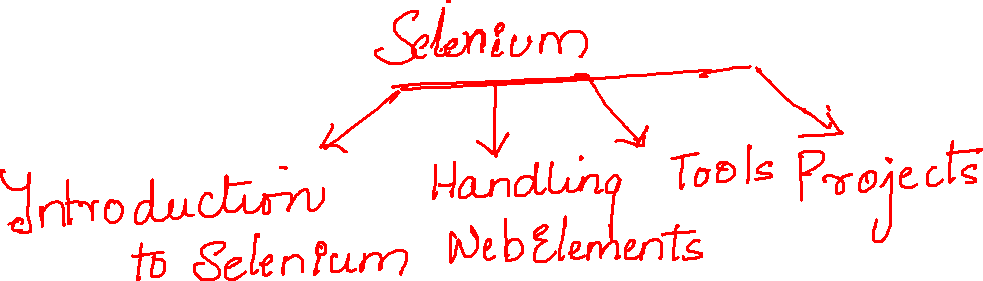 Selenium
Introduction
to Selenium
Handling
WebElements
Tools
Projects